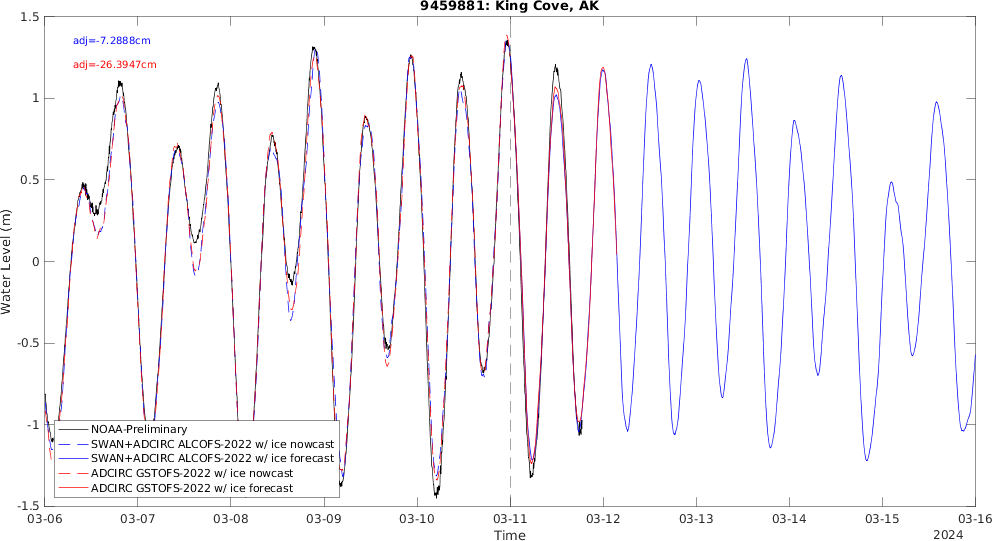 9459881: King Cove, AK
adj=-7.2888cm
adj=-26.3947cm
Water Level (m)
1.5
1
0.5
0
-0.5
-1
-1.5
NOAA-Preliminary
SWAN+ADCIRC ALCOFS-2022 w/ ice nowcast
SWAN+ADCIRC ALCOFS-2022 w/ ice forecast
ADCIRC GSTOFS-2022 w/ ice nowcast
ADCIRC GSTOFS-2022 w/ ice forecast
03-06 03-07 03-08 03-09 03-10 03-11 03-12 03-13 03-14 03-15 03-16
Time
2024